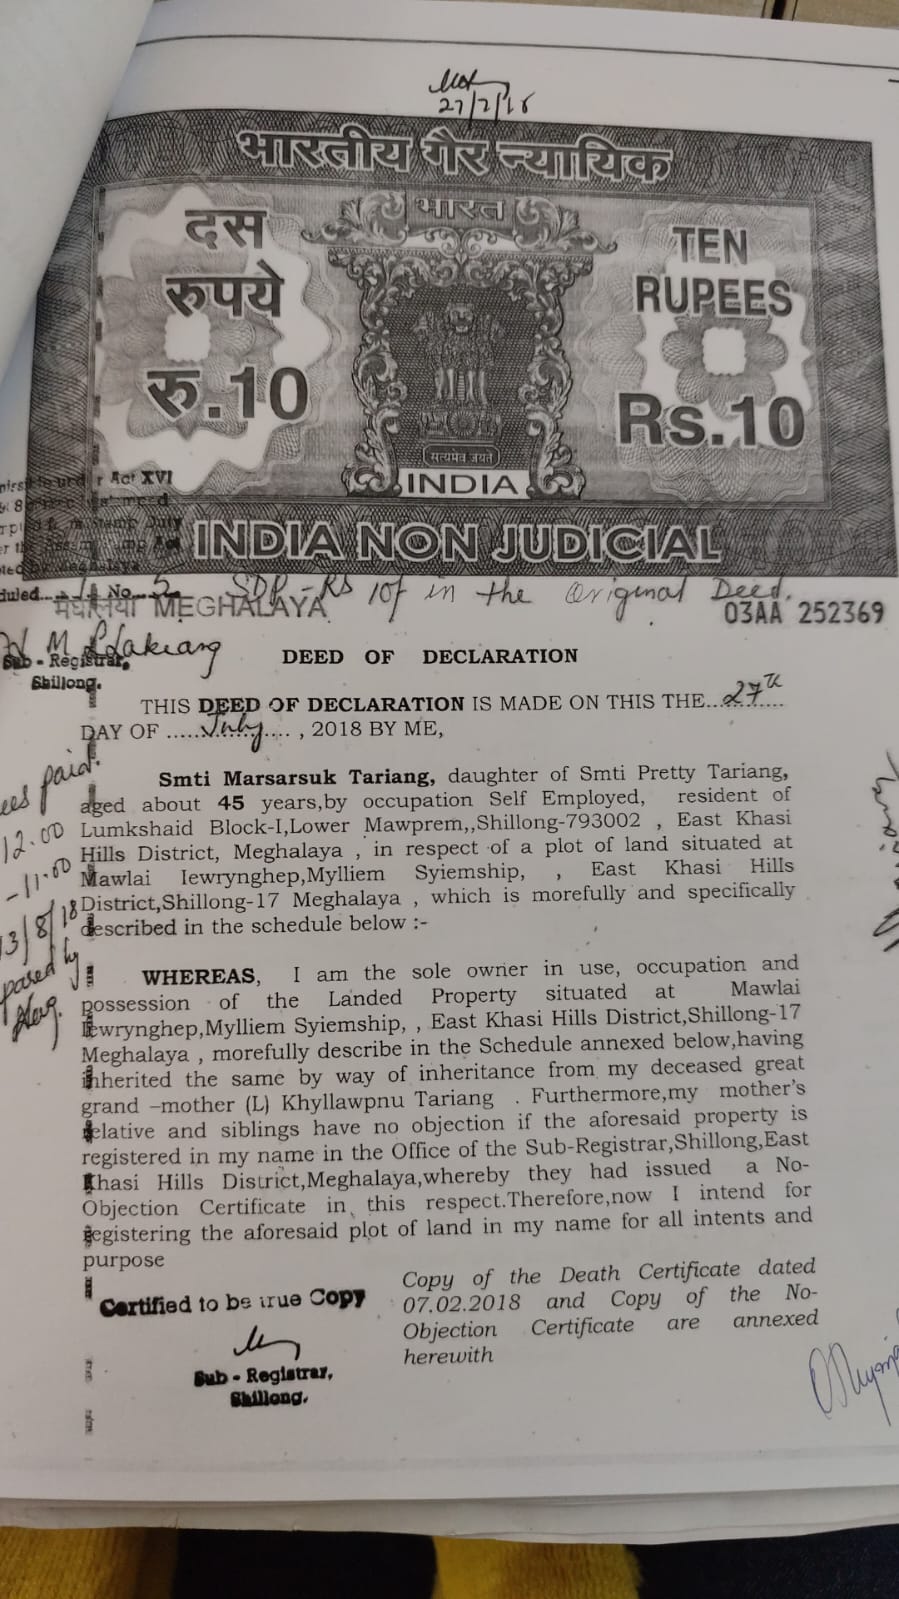 27/7/18
भारतीय गैर न्यायिक
भारत
दस
रुपये
रु.10
TEN
RUPEES
Rs.10
सत्यमेव जयते
INDIA
INDIA NON JUDICIAL
Act XVI
Stamp Duty
duled... No. 5 SDP - RS 10/- in the original Deed.
मेघालया MEGHALAYA
03AA 252369
Sub - Registrar,
Shillong.
DEED OF DECLARATION
THIS DEED OF DECLARATION IS MADE ON THIS THE...27th....
DAY OF .....July.... , 2018 BY ME,
ees paid.
Smti Marsarsuk Tariang, daughter of Smti Pretty Tariang,
aged about 45 years,by occupation Self Employed, resident of
12.00
Lumkshaid Block-I,Lower Mawprem,,Shillong-793002 , East Khasi
Hills District, Meghalaya , in respect of a plot of land situated at
-11.00
Mawlai Iewrynghep,Mylliem Syiemship, , East Khasi Hills
13/8/18
District,Shillong-17 Meghalaya , which is morefully and specifically
described in the schedule below :-
WHEREAS, I am the sole owner in use, occupation and
possession of the Landed Property situated at Mawlai
Iewrynghep,Mylliem Syiemship, , East Khasi Hills District,Shillong-17
Meghalaya , morefully describe in the Schedule annexed below,having
inherited the same by way of inheritance from my deceased great
grand –mother (L) Khyllawpnu Tariang . Furthermore,my mother’s
relative and siblings have no objection if the aforesaid property is
registered in my name in the Office of the Sub-Registrar,Shillong,East
Khasi Hills District,Meghalaya,whereby they had issued a No-
Objection Certificate in this respect.Therefore,now I intend for
registering the aforesaid plot of land in my name for all intents and
purpose
Copy of the Death Certificate dated
07.02.2018 and Copy of the No-
Objection Certificate are annexed
herewith
Certified to be true Copy
Sub - Registrar,
Shillong.